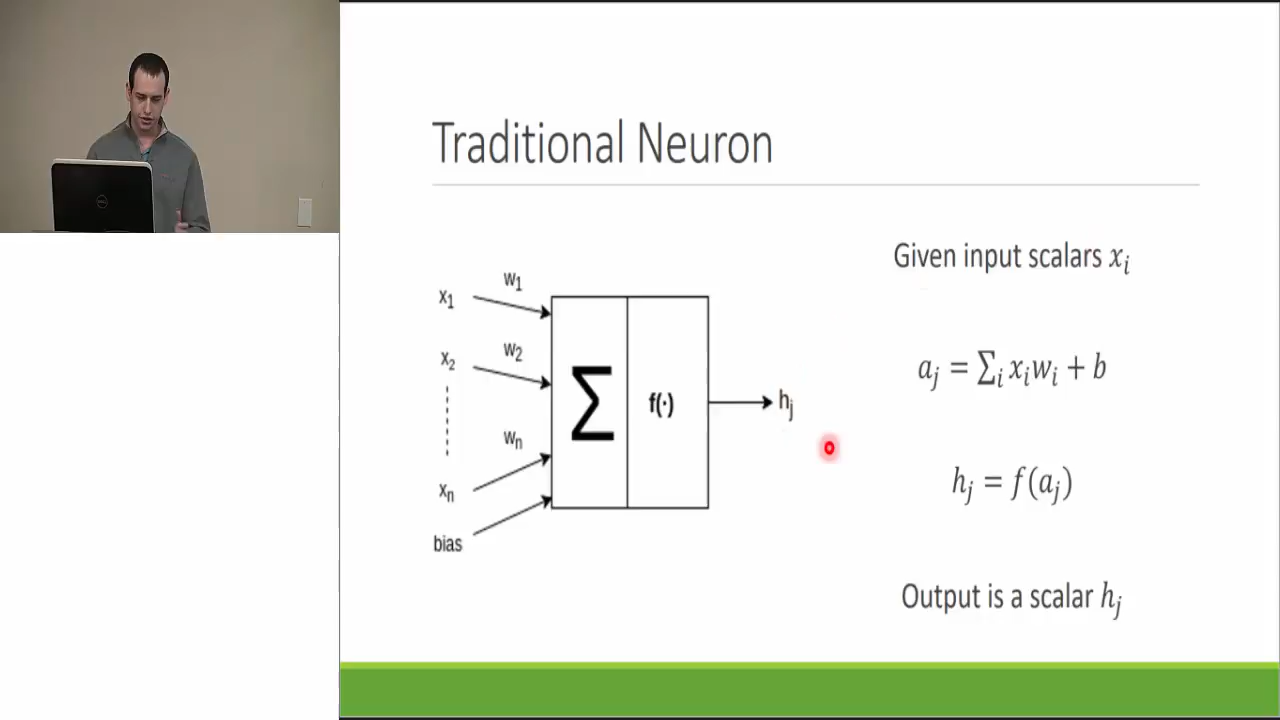 Traditional Neuron
Given input scalars xᵢ
x₁
w₁
x₂
w₂
xₙ
wₙ
bias
Σ
f(·)
hⱼ
aⱼ = Σᵢ xᵢwᵢ + b
hⱼ = f(aⱼ)
Output is a scalar hⱼ